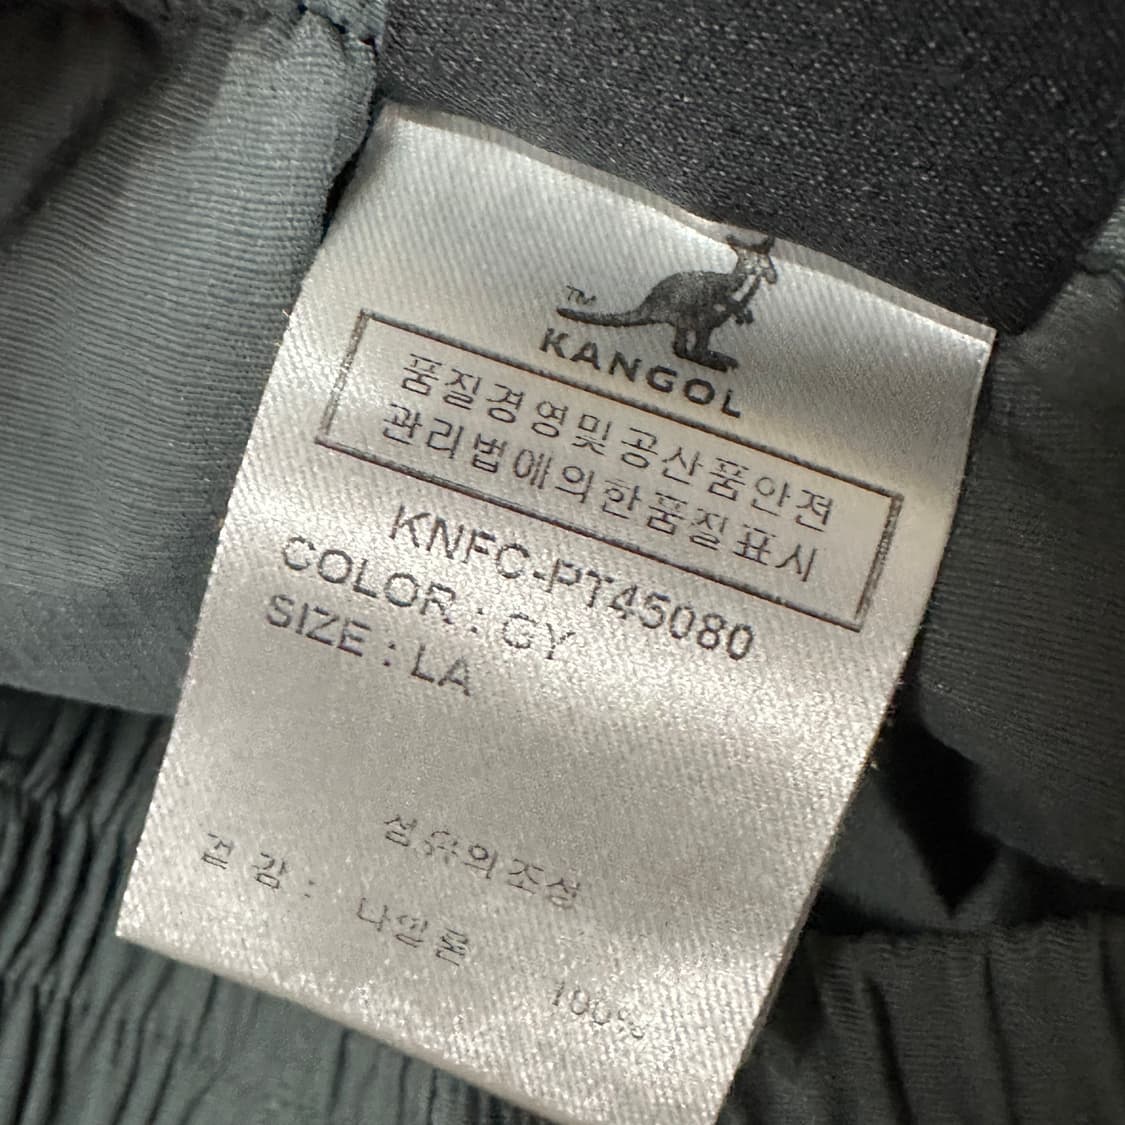 TM
KANGOL
품질경영및공산품안전
관리법에의한품질표시
KNFC-PT45080
COLOR : GY
SIZE : LA
섬유의조성
겉 감 : 나일론
100%